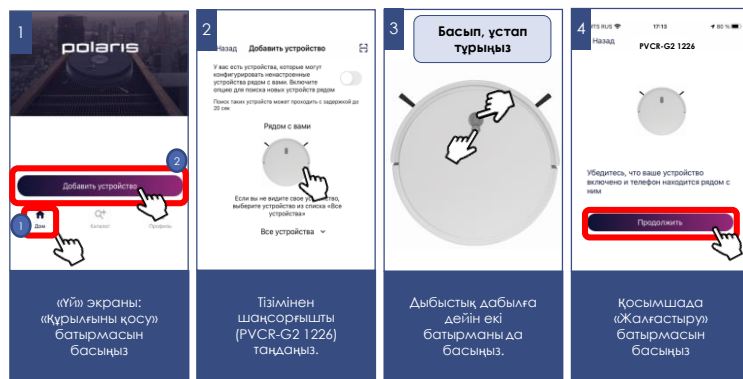 1
polaris
2
Добавить устройство
1
Дом
Каталог
Профиль
«Үй» экраны:
«Құрылғыны қосу»
батырмасын
басыңыз
2
Назад Добавить устройство
У вас есть устройства, которые могут
конфигурировать ненастроенные
устройства рядом с вами. Включите
опцию для поиска новых устройств рядом
Поиск таких устройств может проходить с задержкой до
20 сек
Рядом с вами
Если вы не видите свое устройство,
выберите устройство из списка «Все
устройства»
Все устройства
Тізімінен
шаңсорғышты
(PVCR-G2 1226)
таңдаңыз.
3
Басып, ұстап
тұрыңыз
Дыбыстық дабылға
дейін екі
батырманы да
басыңыз.
4
MTS RUS 17:13 80 %
Назад
PVCR-G2 1226
Убедитесь, что ваше устройство
включено и телефон находится рядом с
ним
Продолжить
Қосымшада
«Жалғастыру»
батырмасын
басыңыз